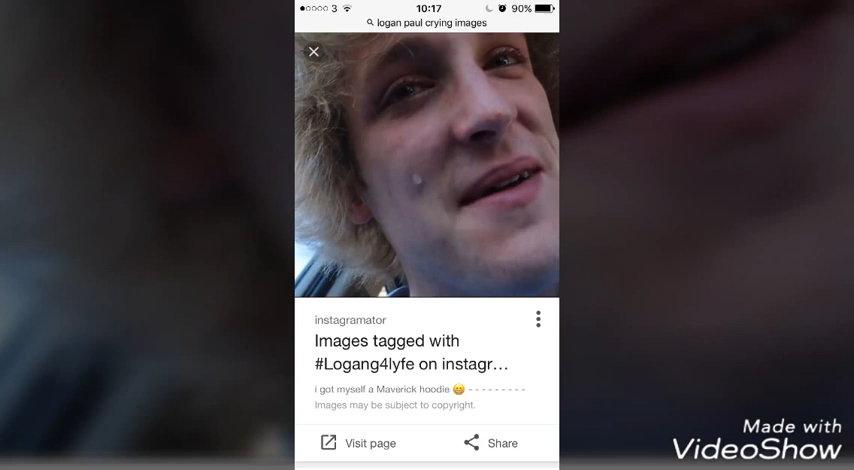 3 10:17 90%
logan paul crying images
instagramator
Images tagged with
#Logang4lyfe on instagr...
i got myself a Maverick hoodie 😁 - - - - - - - - -
Images may be subject to copyright.
Visit page Share
Made with
VideoShow